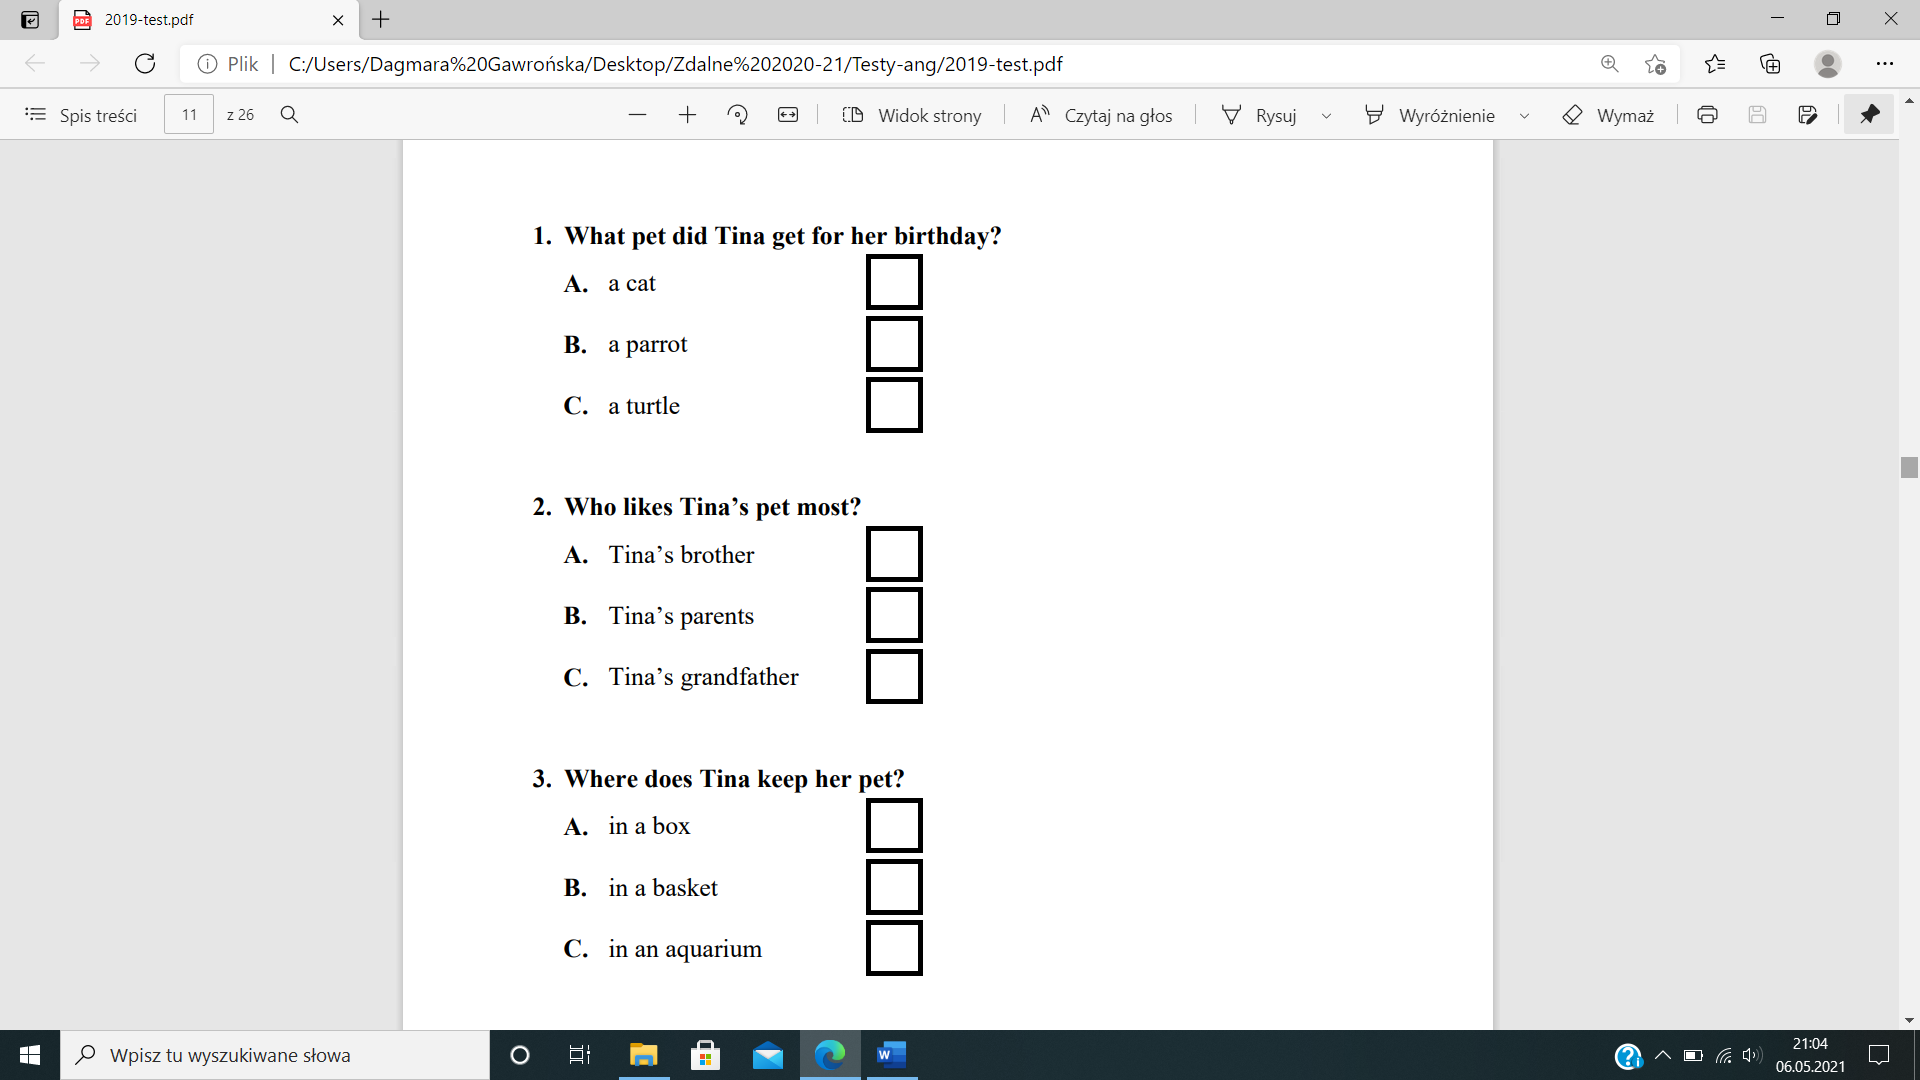 2019-test.pdf
Plik
C:/Users/Dagmara%20Gawrońska/Desktop/Zdalne%202020-21/Testy-ang/2019-test.pdf
Spis treści
11 z 26
Widok strony
Czytaj na głos
Rysuj
Wyróżnienie
Wymaż
1. What pet did Tina get for her birthday?
A. a cat
B. a parrot
C. a turtle
2. Who likes Tina’s pet most?
A. Tina’s brother
B. Tina’s parents
C. Tina’s grandfather
3. Where does Tina keep her pet?
A. in a box
B. in a basket
C. in an aquarium
Wpisz tu wyszukiwane słowa
21:04
06.05.2021